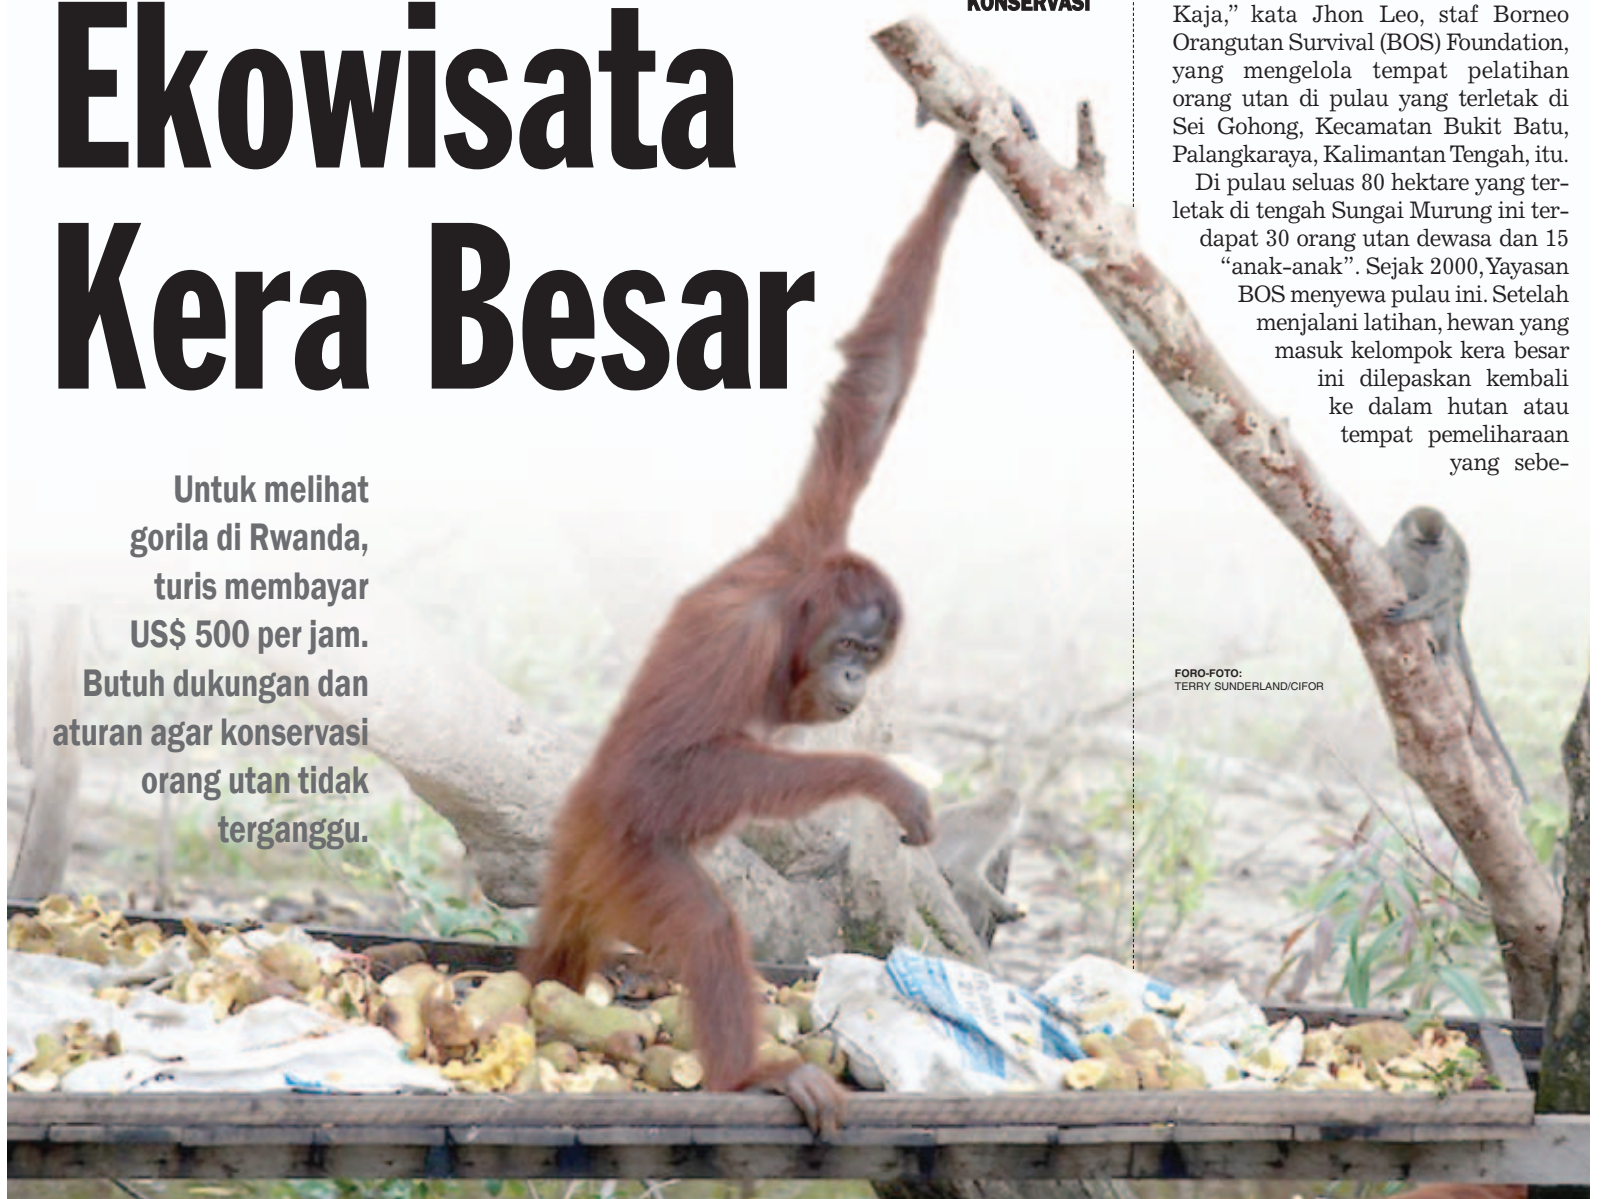 KONSERVASI
Ekowisata
Kera Besar
Untuk melihat
gorila di Rwanda,
turis membayar
US$ 500 per jam.
Butuh dukungan dan
aturan agar konservasi
orang utan tidak
terganggu.
Kaja,” kata Jhon Leo, staf Borneo
Orangutan Survival (BOS) Foundation,
yang mengelola tempat pelatihan
orang utan di pulau yang terletak di
Sei Gohong, Kecamatan Bukit Batu,
Palangkaraya, Kalimantan Tengah, itu.
Di pulau seluas 80 hektare yang ter-
letak di tengah Sungai Murung ini ter-
dapat 30 orang utan dewasa dan 15
“anak-anak”. Sejak 2000, Yayasan
BOS menyewa pulau ini. Setelah
menjalani latihan, hewan yang
masuk kelompok kera besar
ini dilepaskan kembali
ke dalam hutan atau
tempat pemeliharaan
yang sebe-
FORO-FOTO:
TERRY SUNDERLAND/CIFOR